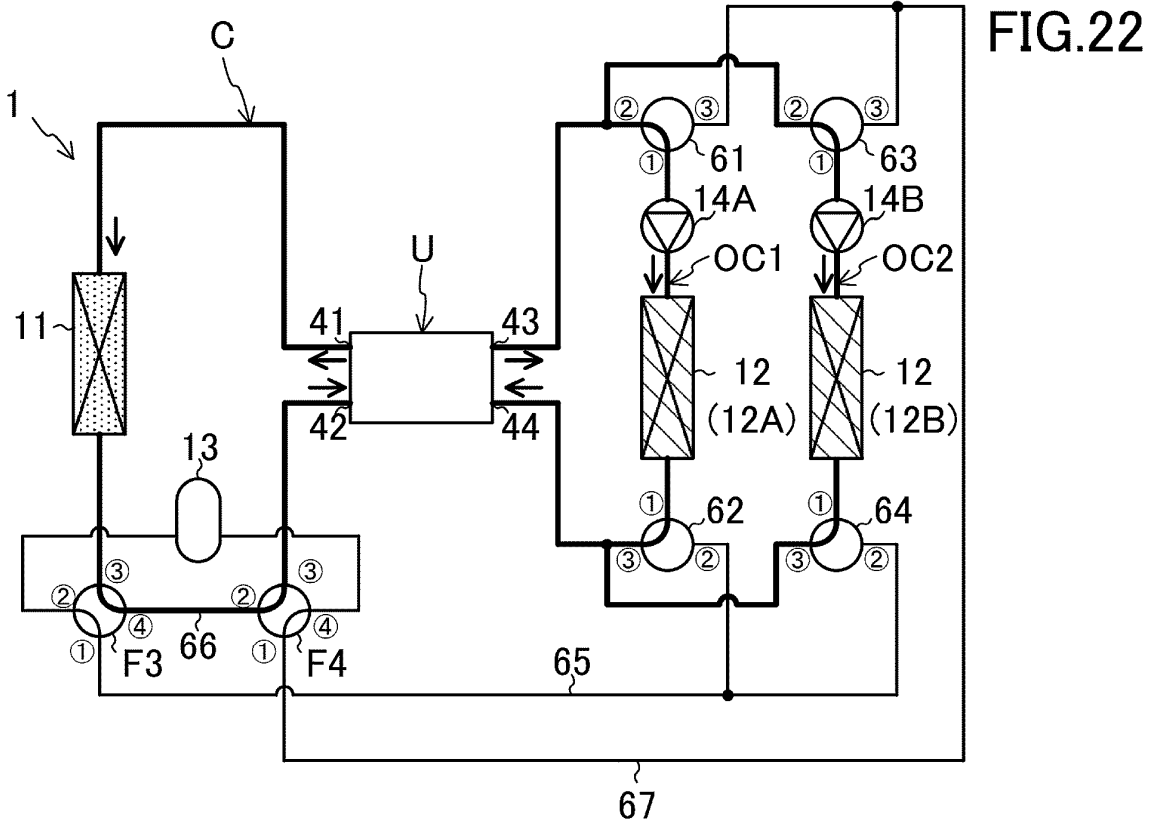 FIG.22
C
1
② ③ ② ③
① 61 ① 63
14A 14B
OC1 OC2
U
11
41 43
12 12
(12A) (12B)
42 44
13
① 62 ① 64
③ ② ③ ②
③ ③
② ④ ② ④
① F3 66 ① F4
65
67